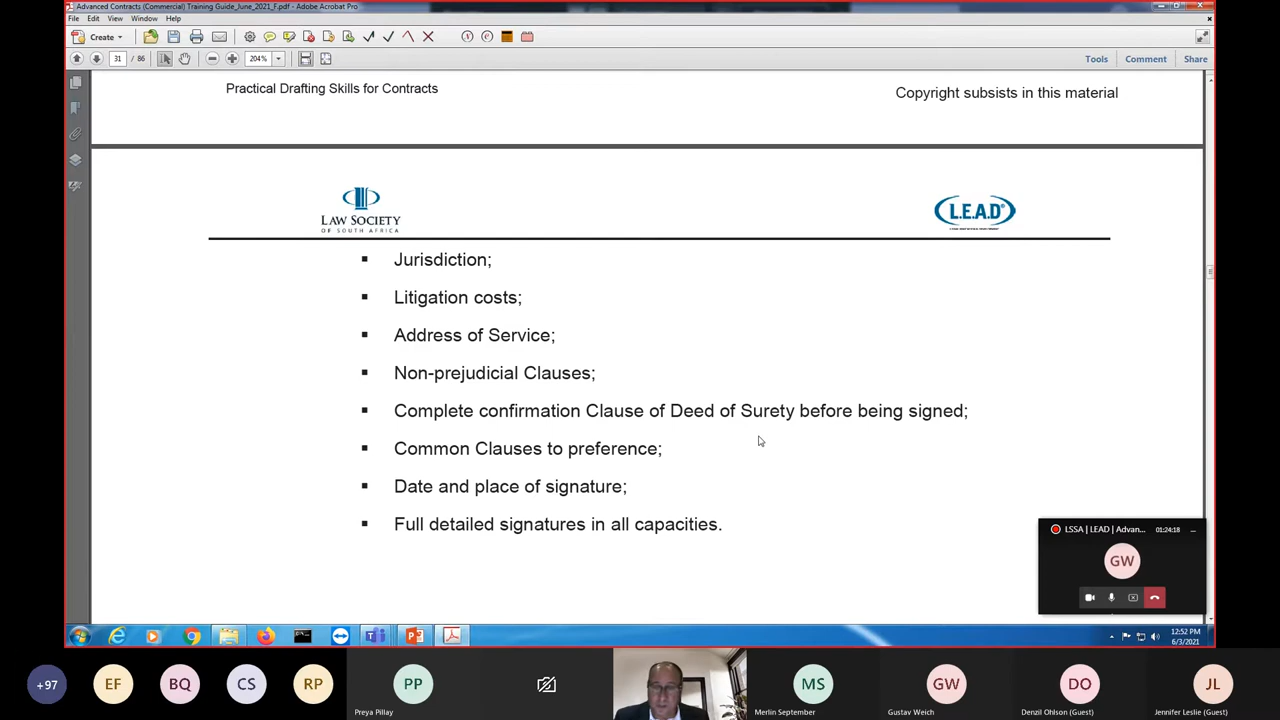 Advanced Contracts (Commercial) Training Guide_June_2021_F.pdf - Adobe Acrobat Pro
File Edit View Window Help
Create
31 / 86 204% Tools Comment Share
Practical Drafting Skills for Contracts
Copyright subsists in this material
LAW SOCIETY
OF SOUTH AFRICA
L.E.A.D®
▪ Jurisdiction;
▪ Litigation costs;
▪ Address of Service;
▪ Non-prejudicial Clauses;
▪ Complete confirmation Clause of Deed of Surety before being signed;
▪ Common Clauses to preference;
▪ Date and place of signature;
▪ Full detailed signatures in all capacities.
LSSA | LEAD | Advan... 01:24:18
GW
12:52 PM
6/3/2021
+97 EF BQ CS RP PP MS GW DO JL
Preya Pillay Merlin September Gustav Weich Denzil Ohlson (Guest) Jennifer Leslie (Guest)